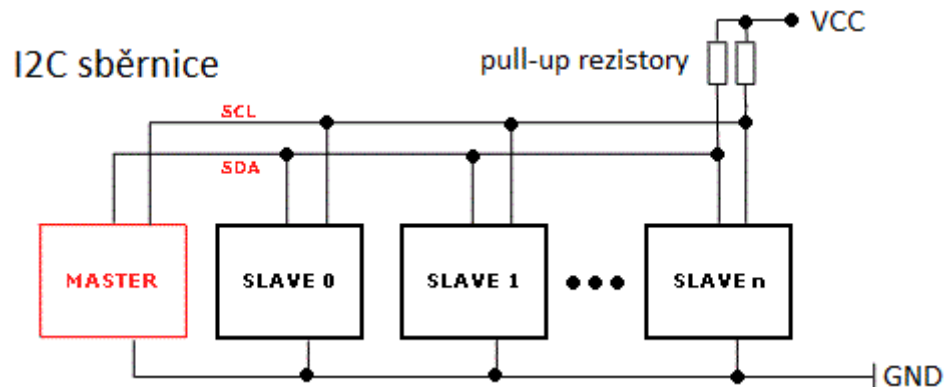 VCC
I2C sběrnice
pull-up rezistory
SCL
SDA
MASTER
SLAVE 0
SLAVE 1
SLAVE n
GND